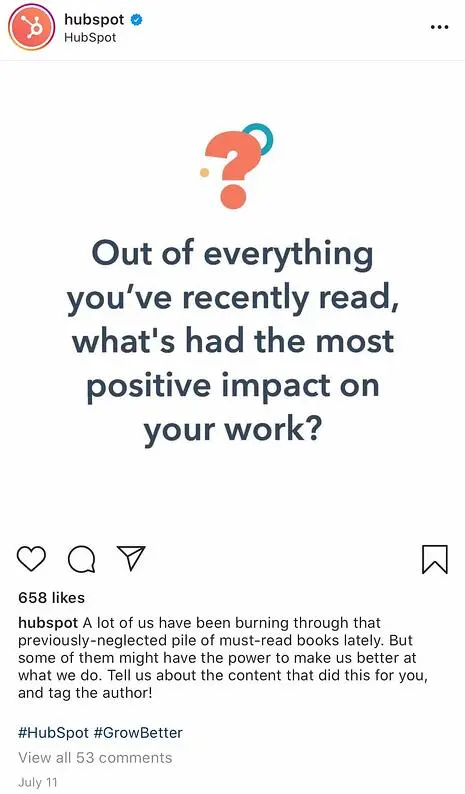 hubspot
HubSpot
?
Out of everything
you’ve recently read,
what's had the most
positive impact on
your work?
658 likes
hubspot A lot of us have been burning through that
previously-neglected pile of must-read books lately. But
some of them might have the power to make us better at
what we do. Tell us about the content that did this for you,
and tag the author!
#HubSpot #GrowBetter
View all 53 comments
July 11